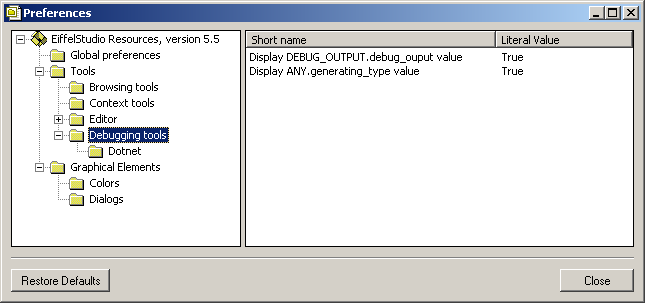 Preferences
EiffelStudio Resources, version 5.5
Global preferences
Tools
Browsing tools
Context tools
Editor
Debugging tools
Dotnet
Graphical Elements
Colors
Dialogs
Short name Literal Value
Display DEBUG_OUTPUT.debug_ouput value True
Display ANY.generating_type value True
Restore Defaults Close